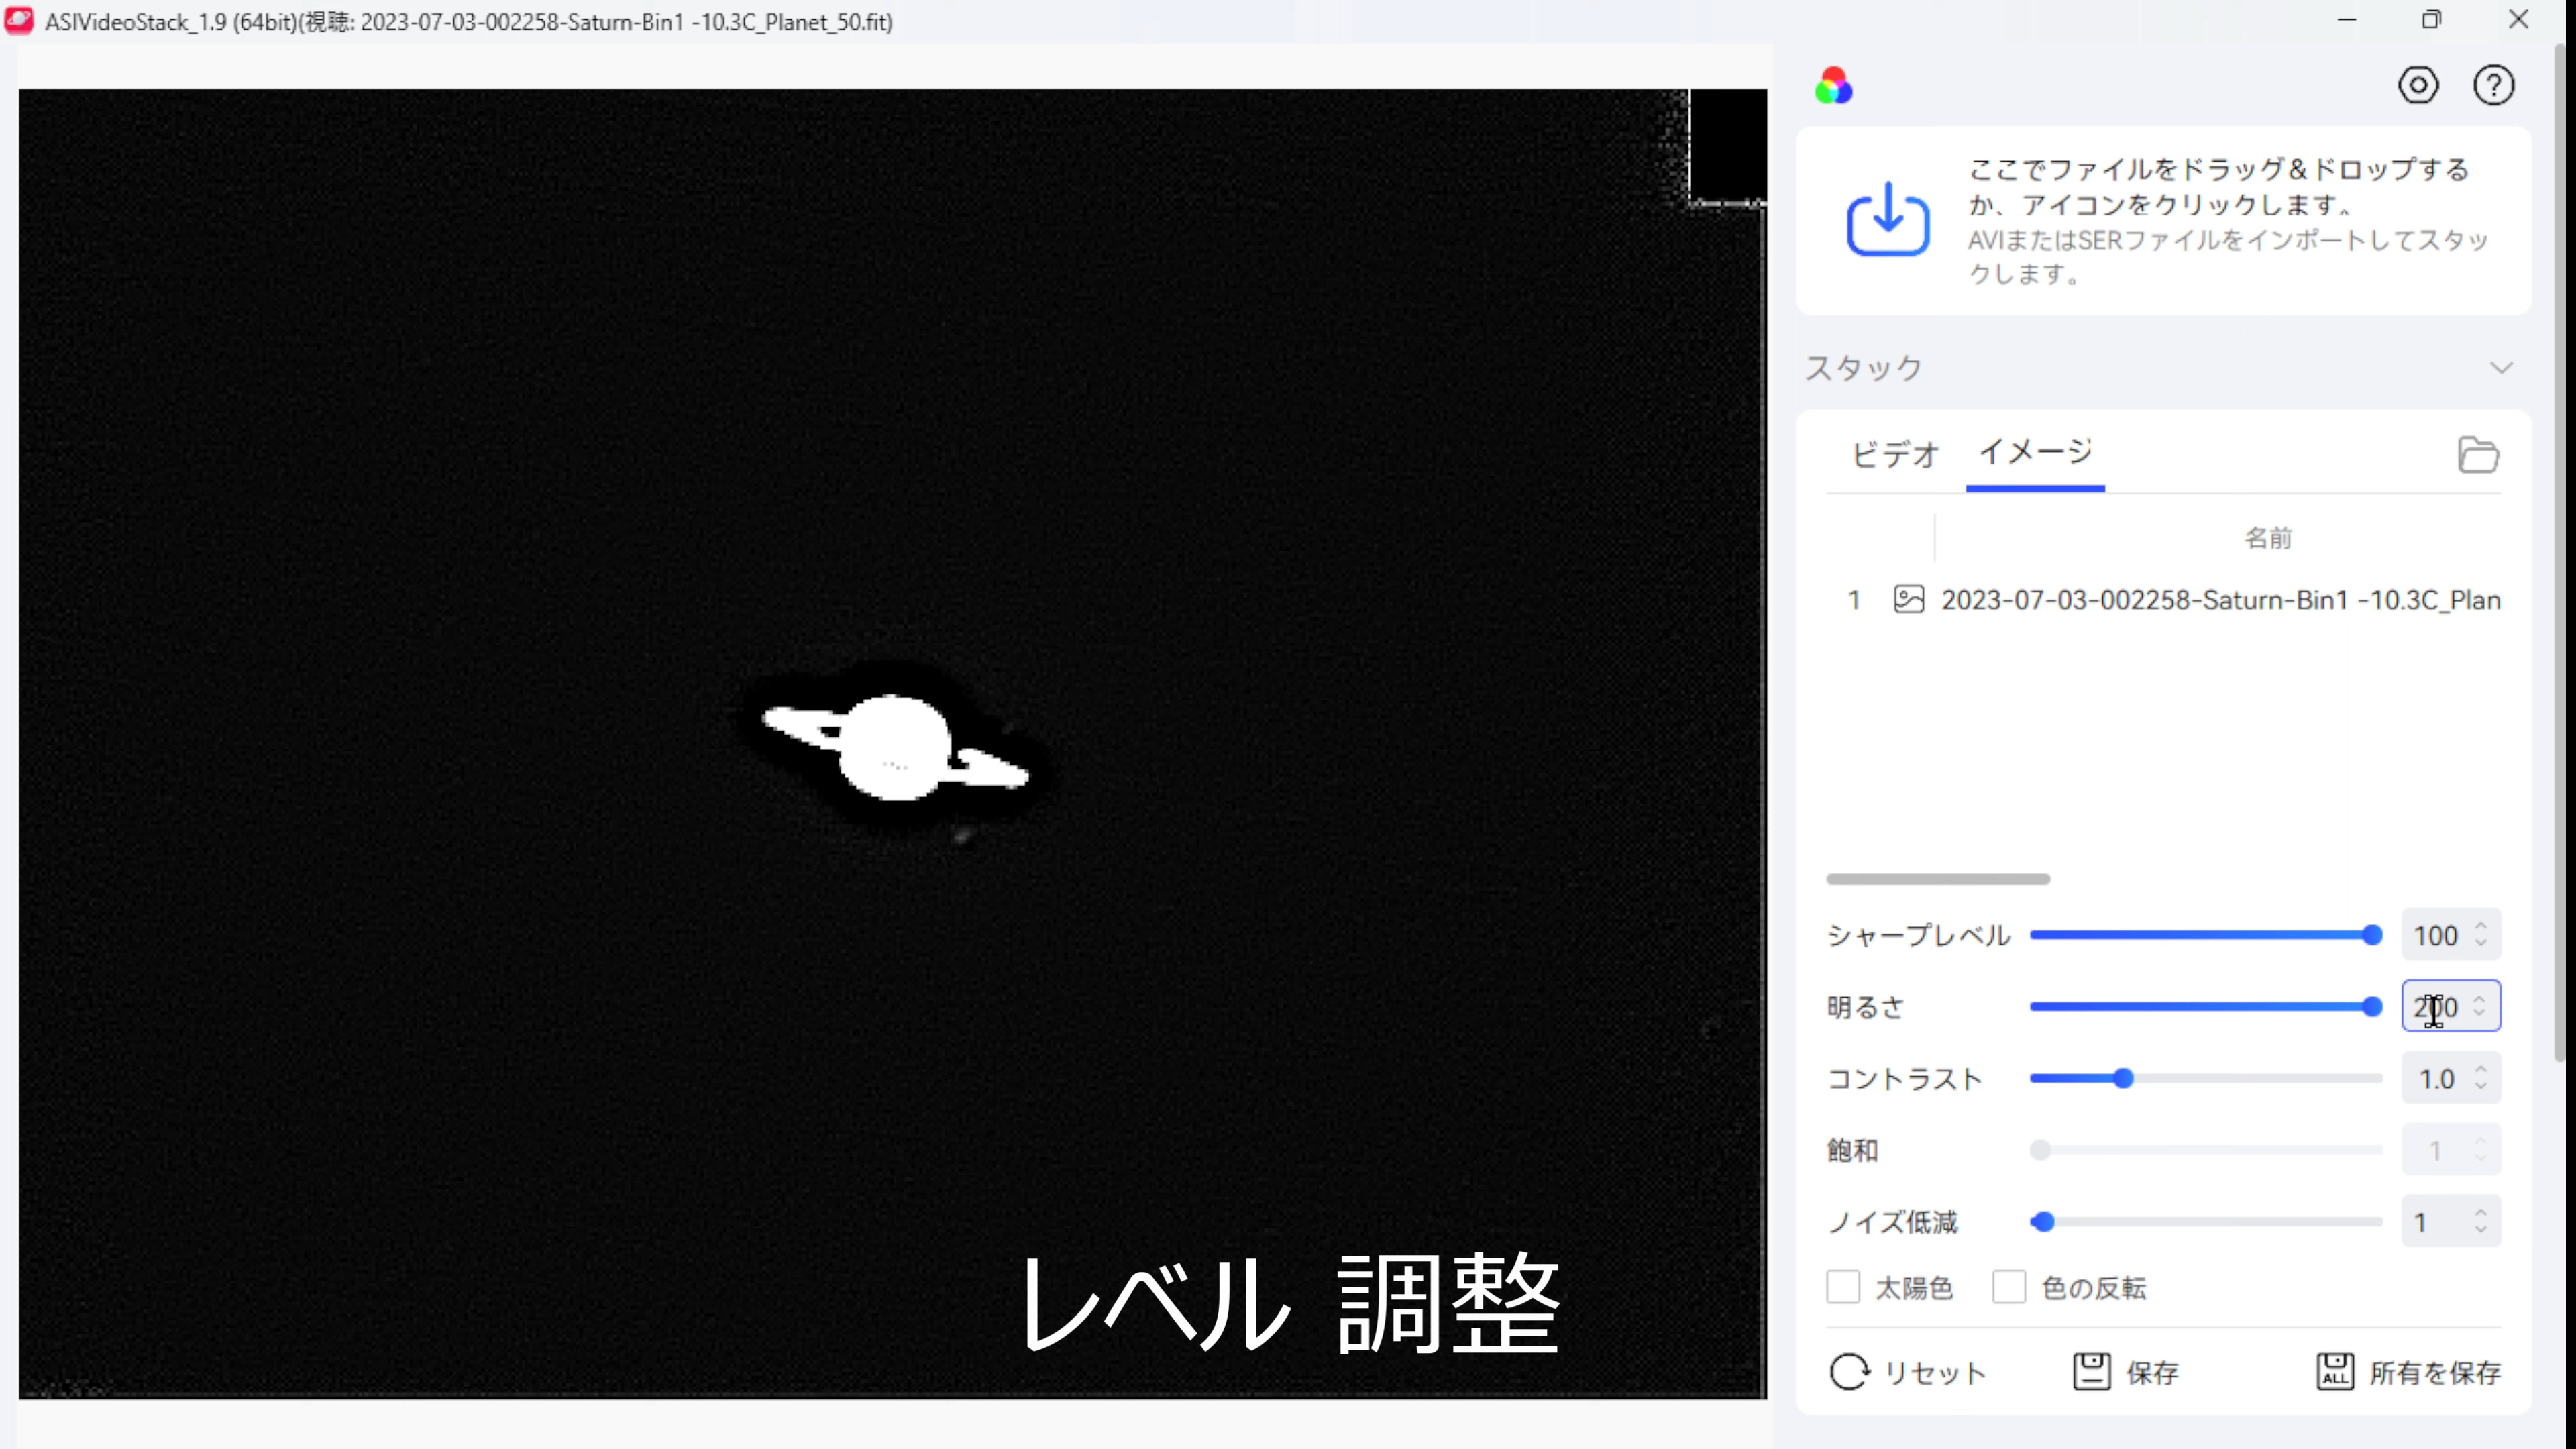 ASIVideoStack_1.9 (64bit)(視聴: 2023-07-03-002258-Saturn-Bin1 -10.3C_Planet_50.fit)
ここでファイルをドラッグ&ドロップする
か、アイコンをクリックします。
AVIまたはSERファイルをインポートしてスタッ
クします。
スタック
ビデオ イメージ
名前
1 2023-07-03-002258-Saturn-Bin1 -10.3C_Plan
シャープレベル 100
明るさ 200
コントラスト 1.0
飽和 1
ノイズ低減 1
太陽色 色の反転
リセット 保存 ALL 所有を保存
レベル 調整